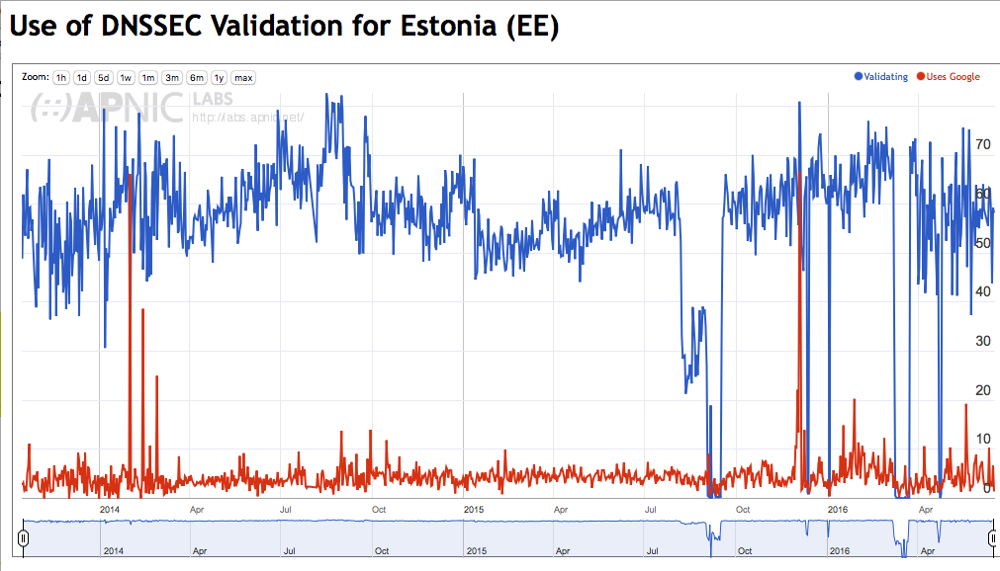 Use of DNSSEC Validation for Estonia (EE)
Zoom: 1h 1d 5d 1w 1m 3m 6m 1y max
Validating Uses Google
(::)APNIC LABS
http://labs.apnic.net/
70
60
50
40
30
20
10
0
2014 Apr Jul Oct 2015 Apr Jul Oct 2016 Apr
2014 Apr Jul Oct 2015 Apr Jul Oct 2016 Apr